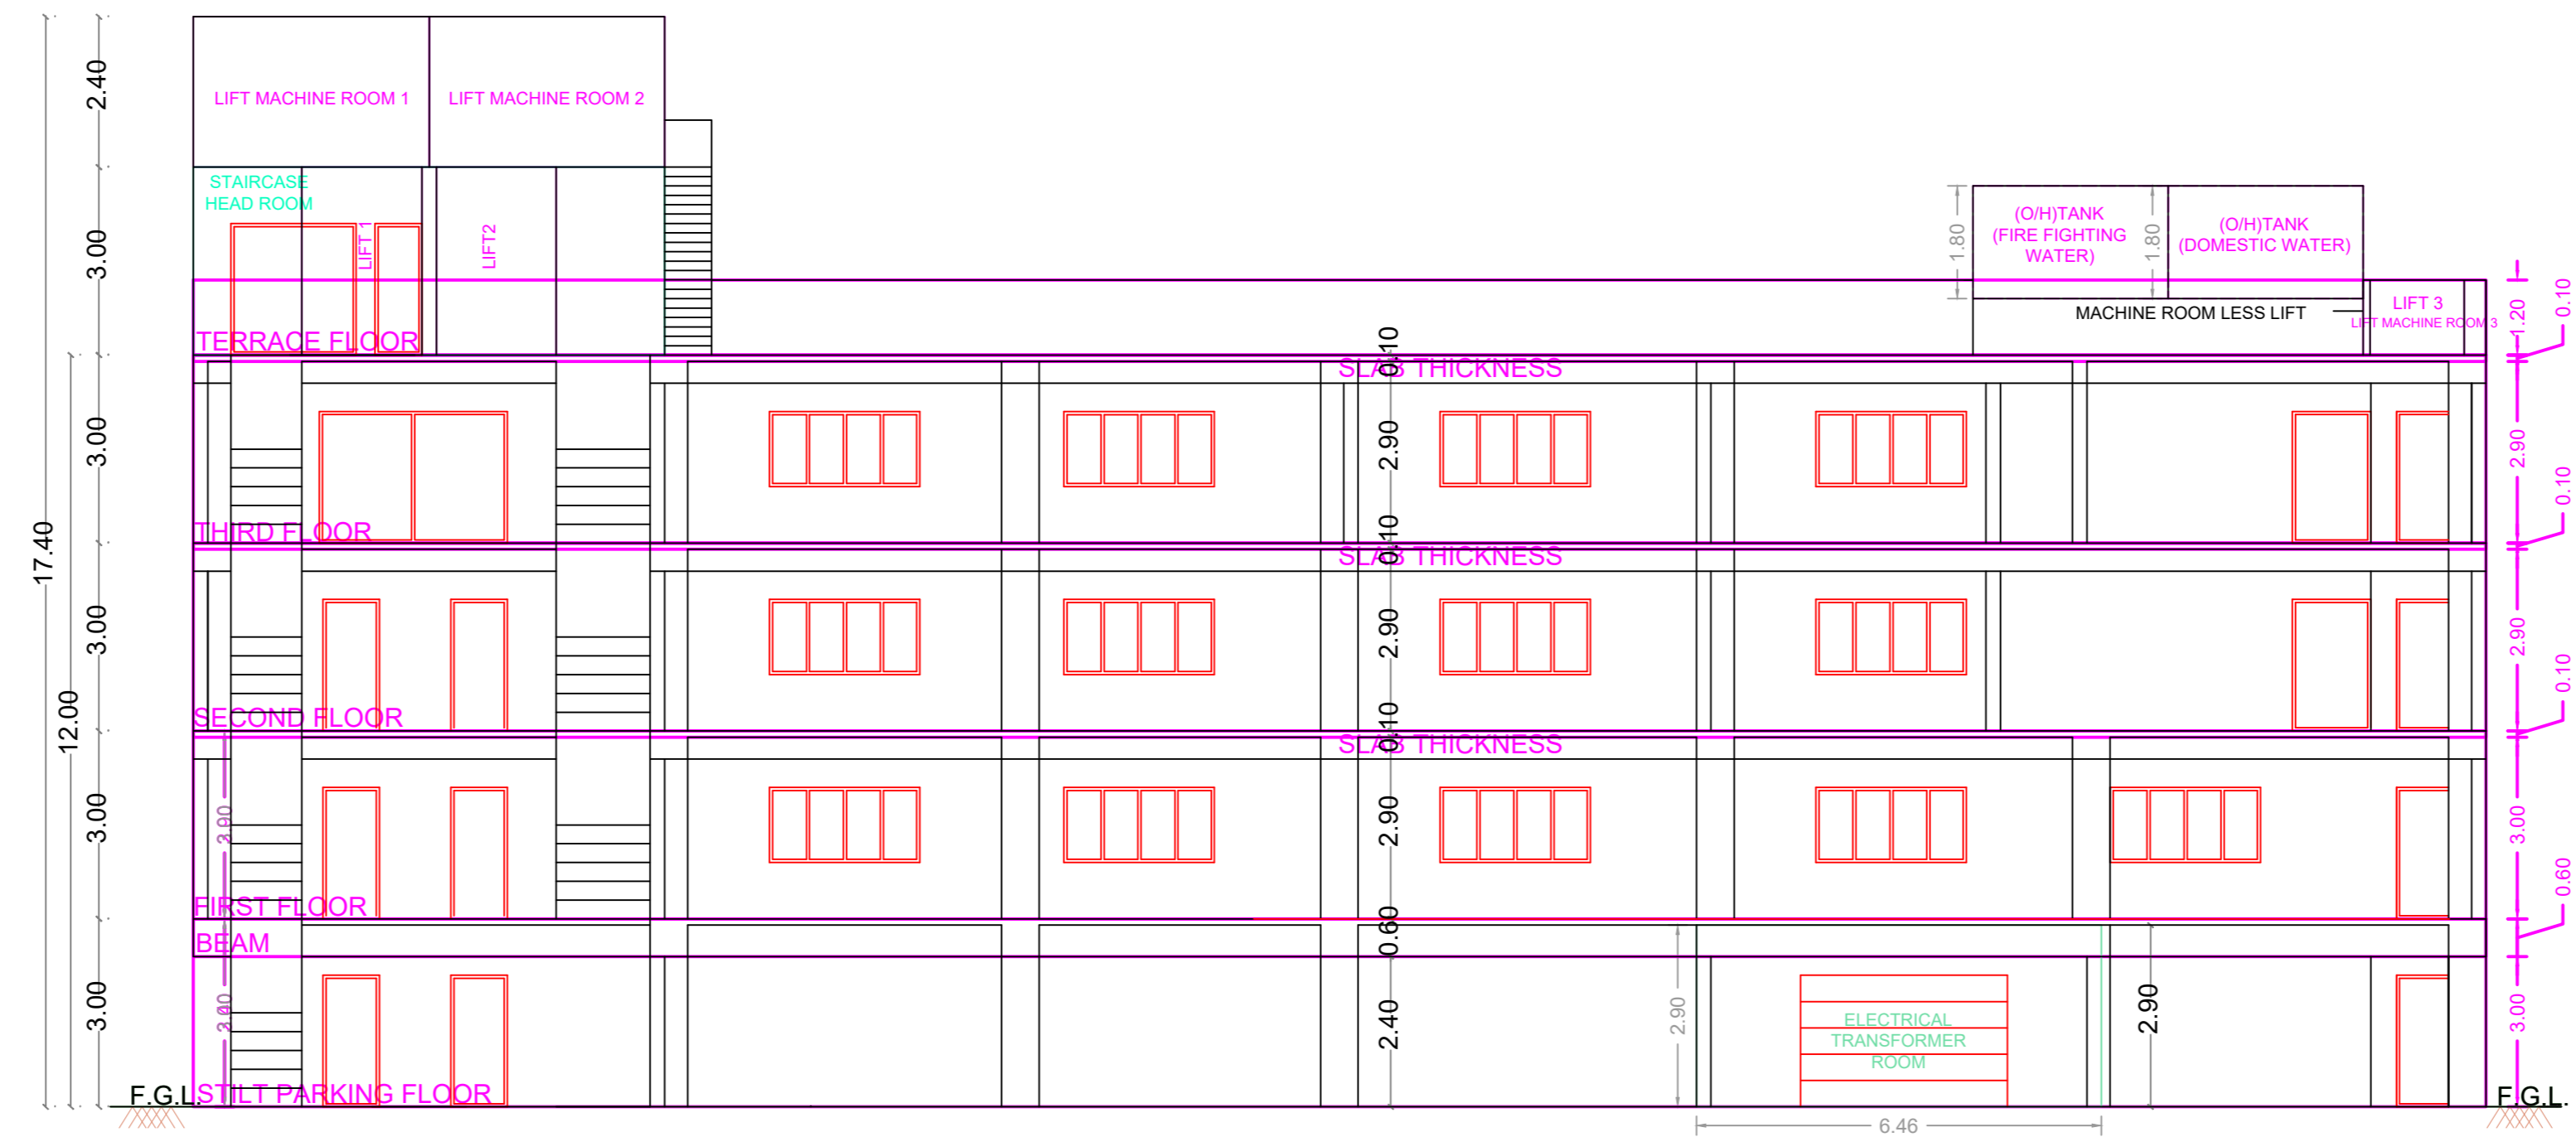 2.40
LIFT MACHINE ROOM 1
LIFT MACHINE ROOM 2
STAIRCASE
HEAD ROOM
LIFT 1
LIFT2
3.00
1.80
(O/H)TANK
(FIRE FIGHTING
WATER)
1.80
(O/H)TANK
(DOMESTIC WATER)
MACHINE ROOM LESS LIFT
LIFT 3
LIFT MACHINE ROOM 3
1.20
0.10
TERRACE FLOOR
0.10
SLAB THICKNESS
3.00
2.90
2.90
0.10
17.40
THIRD FLOOR
0.10
SLAB THICKNESS
3.00
2.90
2.90
0.10
12.00
SECOND FLOOR
0.10
SLAB THICKNESS
3.00
2.90
3.00
0.60
FIRST FLOOR
BEAM
0.60
3.00
2.40
2.90
ELECTRICAL
TRANSFORMER
ROOM
2.90
3.00
F.G.L.
STILT PARKING FLOOR
F.G.L.
6.46